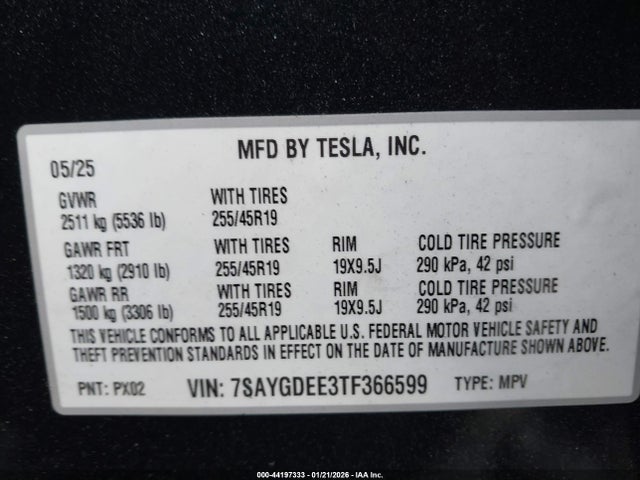 MFD BY TESLA, INC.
05/25
GVWR WITH TIRES
2511 kg (5536 lb) 255/45R19
GAWR FRT WITH TIRES RIM COLD TIRE PRESSURE
1320 kg (2910 lb) 255/45R19 19X9.5J 290 kPa, 42 psi
GAWR RR WITH TIRES RIM COLD TIRE PRESSURE
1500 kg (3306 lb) 255/45R19 19X9.5J 290 kPa, 42 psi
THIS VEHICLE CONFORMS TO ALL APPLICABLE U.S. FEDERAL MOTOR VEHICLE SAFETY AND
THEFT PREVENTION STANDARDS IN EFFECT ON THE DATE OF MANUFACTURE SHOWN ABOVE.
PNT: PX02 VIN: 7SAYGDEE3TF366599 TYPE: MPV
000-44197333 - 01/21/2026 - IAA Inc.